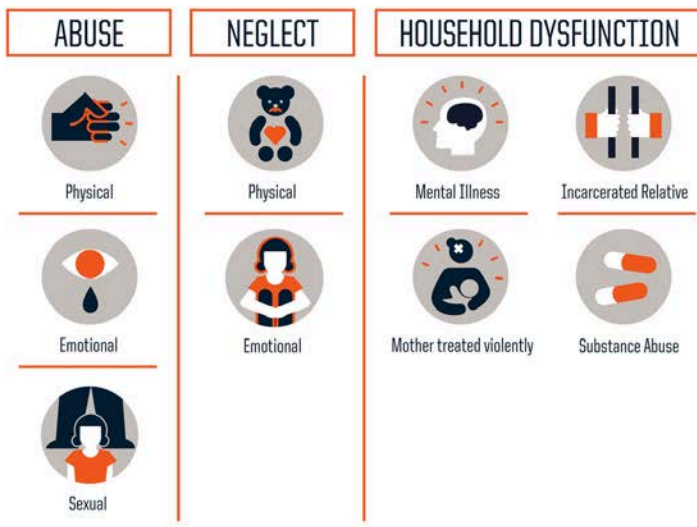 ABUSE
NEGLECT
HOUSEHOLD DYSFUNCTION
Physical
Physical
Mental Illness
Incarcerated Relative
Emotional
Emotional
Mother treated violently
Substance Abuse
Sexual